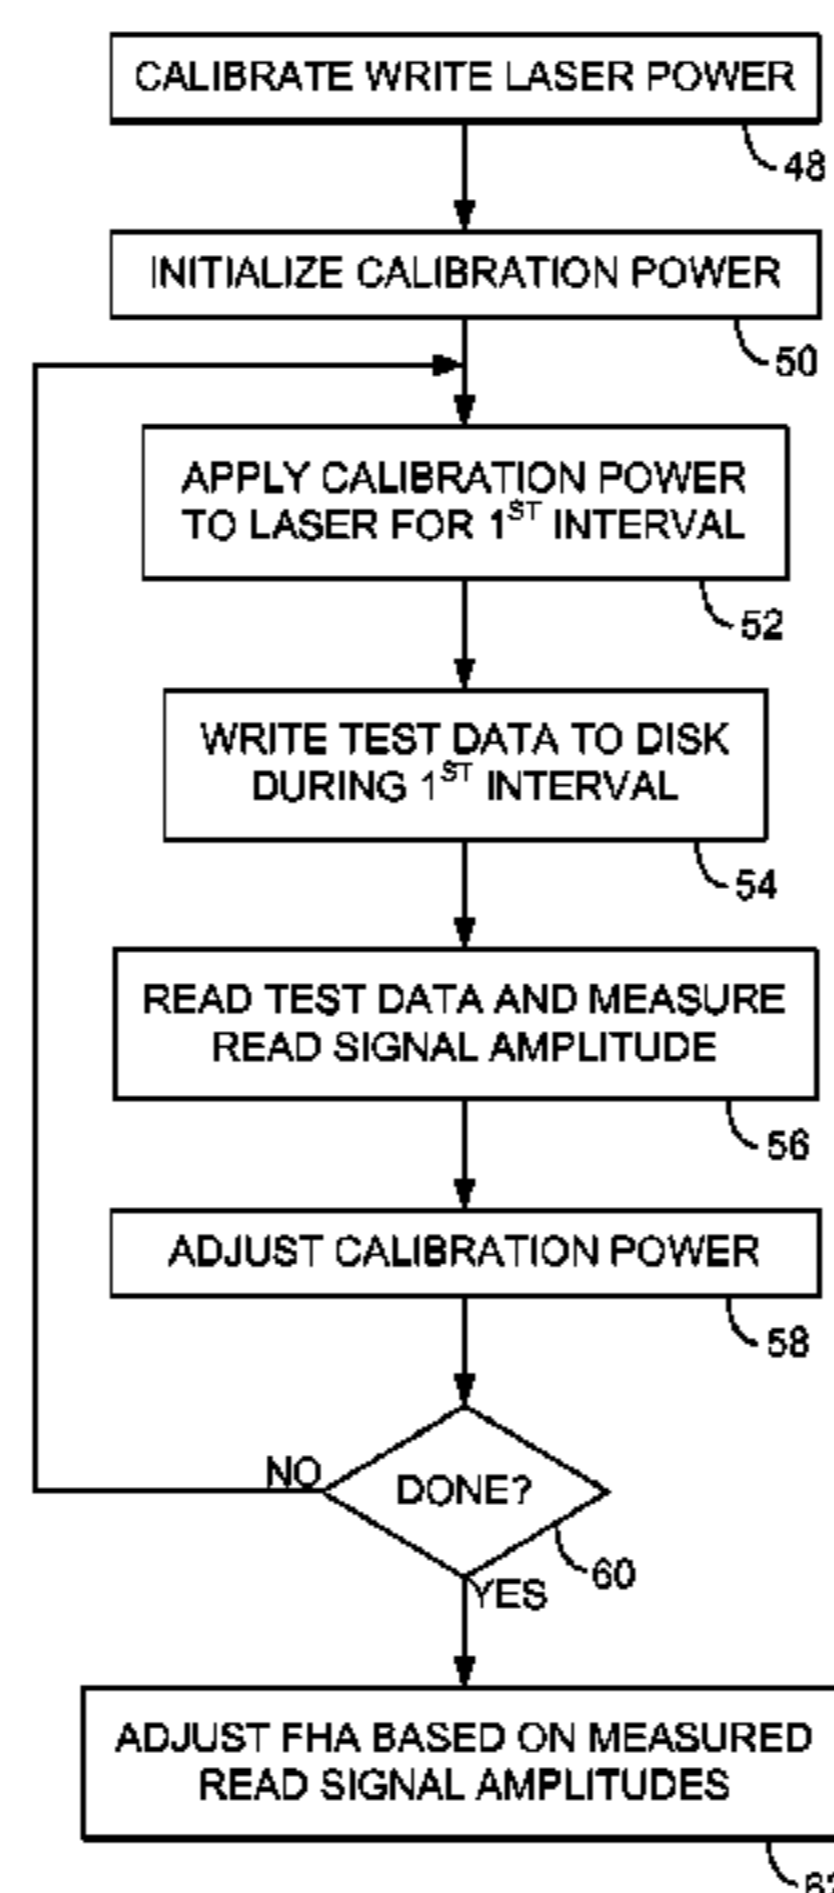 CALIBRATE WRITE LASER POWER
48
INITIALIZE CALIBRATION POWER
50
APPLY CALIBRATION POWER
TO LASER FOR 1ST INTERVAL
52
WRITE TEST DATA TO DISK
DURING 1ST INTERVAL
54
READ TEST DATA AND MEASURE
READ SIGNAL AMPLITUDE
56
ADJUST CALIBRATION POWER
58
NO
DONE?
60
YES
ADJUST FHA BASED ON MEASURED
READ SIGNAL AMPLITUDES